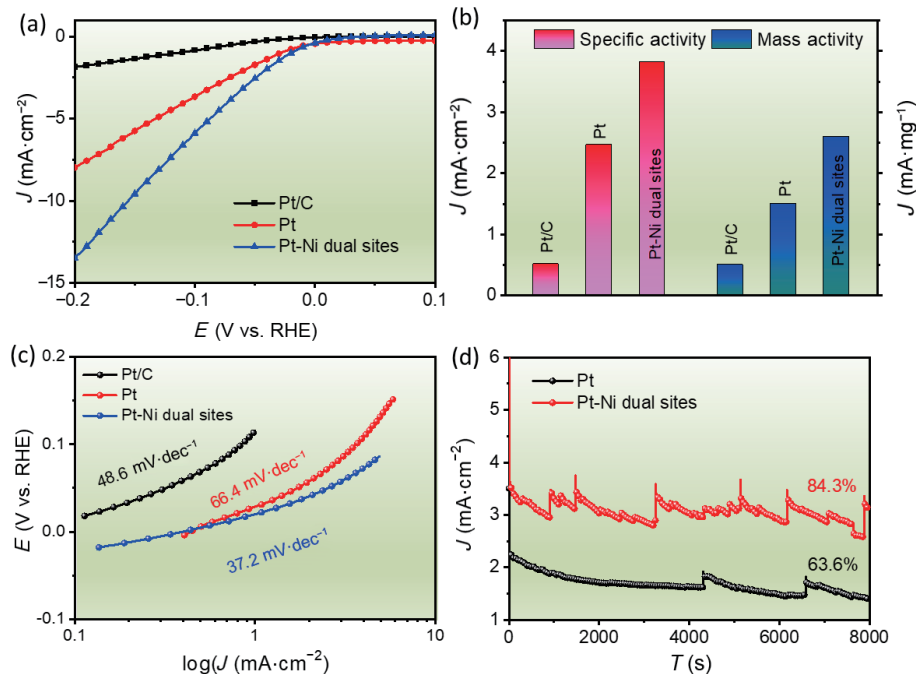 (a)
0
−5
−10
−15
J (mA·cm⁻²)
Pt/C
Pt
Pt-Ni dual sites
−0.2
−0.1
0.0
0.1
E (V vs. RHE)
(b)
Specific activity
Mass activity
4
3
2
1
0
J (mA·cm⁻²)
Pt/C
Pt
Pt-Ni dual sites
Pt/C
Pt
Pt-Ni dual sites
J (mA·mg⁻¹)
(c)
0.2
0.1
0.0
-0.1
E (V vs. RHE)
Pt/C
Pt
Pt-Ni dual sites
48.6 mV·dec⁻¹
66.4 mV·dec⁻¹
37.2 mV·dec⁻¹
0.1
1
10
log(J (mA·cm⁻²)
(d)
6
5
4
3
2
1
J (mA·cm⁻²)
Pt
Pt-Ni dual sites
84.3%
63.6%
0
2000
4000
6000
8000
T (s)